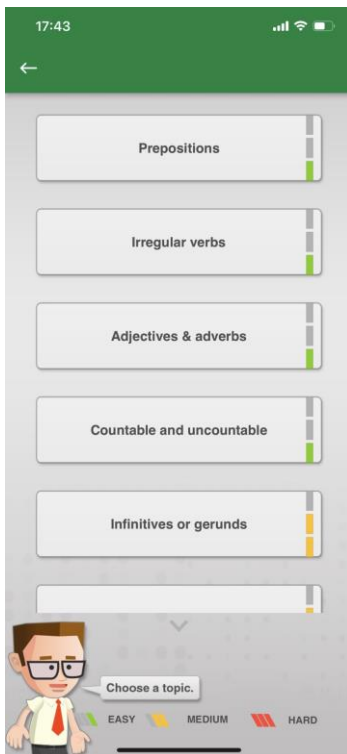 17:43
Prepositions
Irregular verbs
Adjectives & adverbs
Countable and uncountable
Infinitives or gerunds
Choose a topic.
EASY MEDIUM HARD